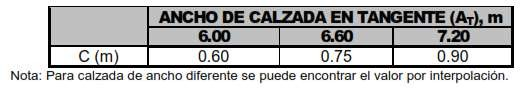 ANCHO DE CALZADA EN TANGENTE (AT), m
6.00 6.60 7.20
C (m) 0.60 0.75 0.90
Nota: Para calzada de ancho diferente se puede encontrar el valor por interpolación.